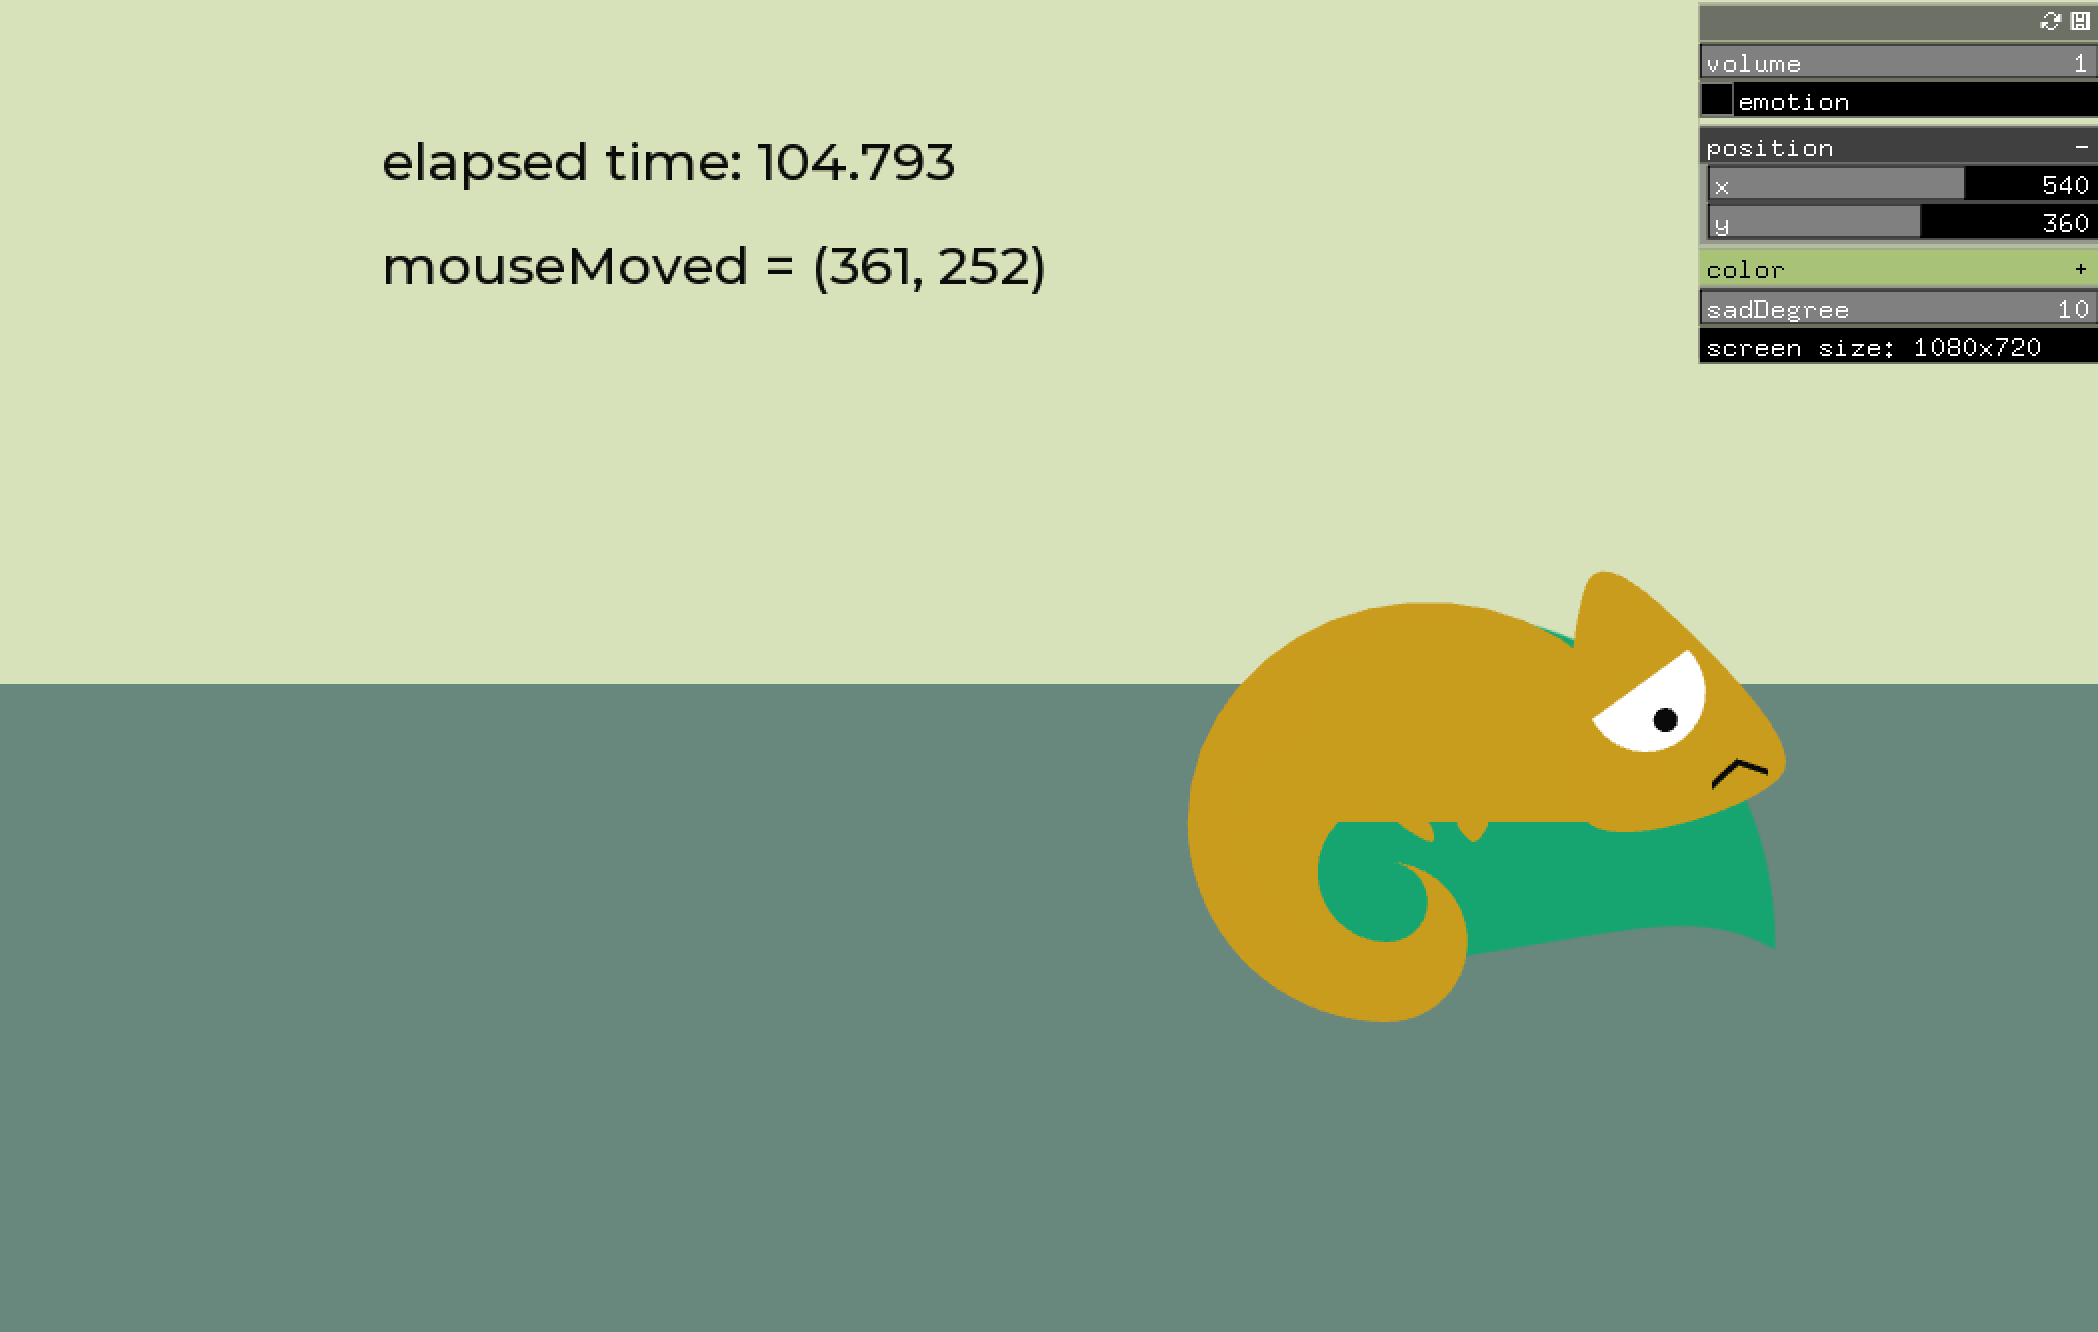 elapsed time: 104.793
mouseMoved = (361, 252)
volume 1
emotion
position -
x 540
y 360
color +
sadDegree 10
screen size: 1080x720